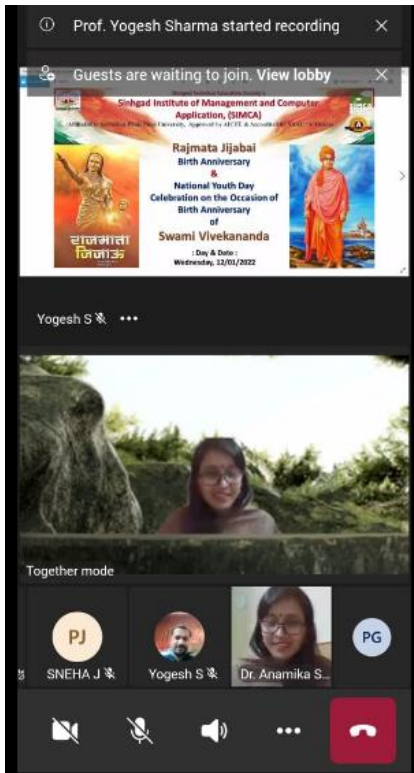 Prof. Yogesh Sharma started recording
Guests are waiting to join. View lobby
Sinhgad Institute of Management and Computer
Application, (SIMCA)
Rajmata Jijabai
Birth Anniversary
&
National Youth Day
Celebration on the Occasion of
Birth Anniversary
of
Swami Vivekananda
: Day & Date :
Wednesday, 12/01/2022
राजमाता
जिजाऊ
Yogesh S
Together mode
PJ
PG
SNEHA J
Yogesh S
Dr. Anamika S...